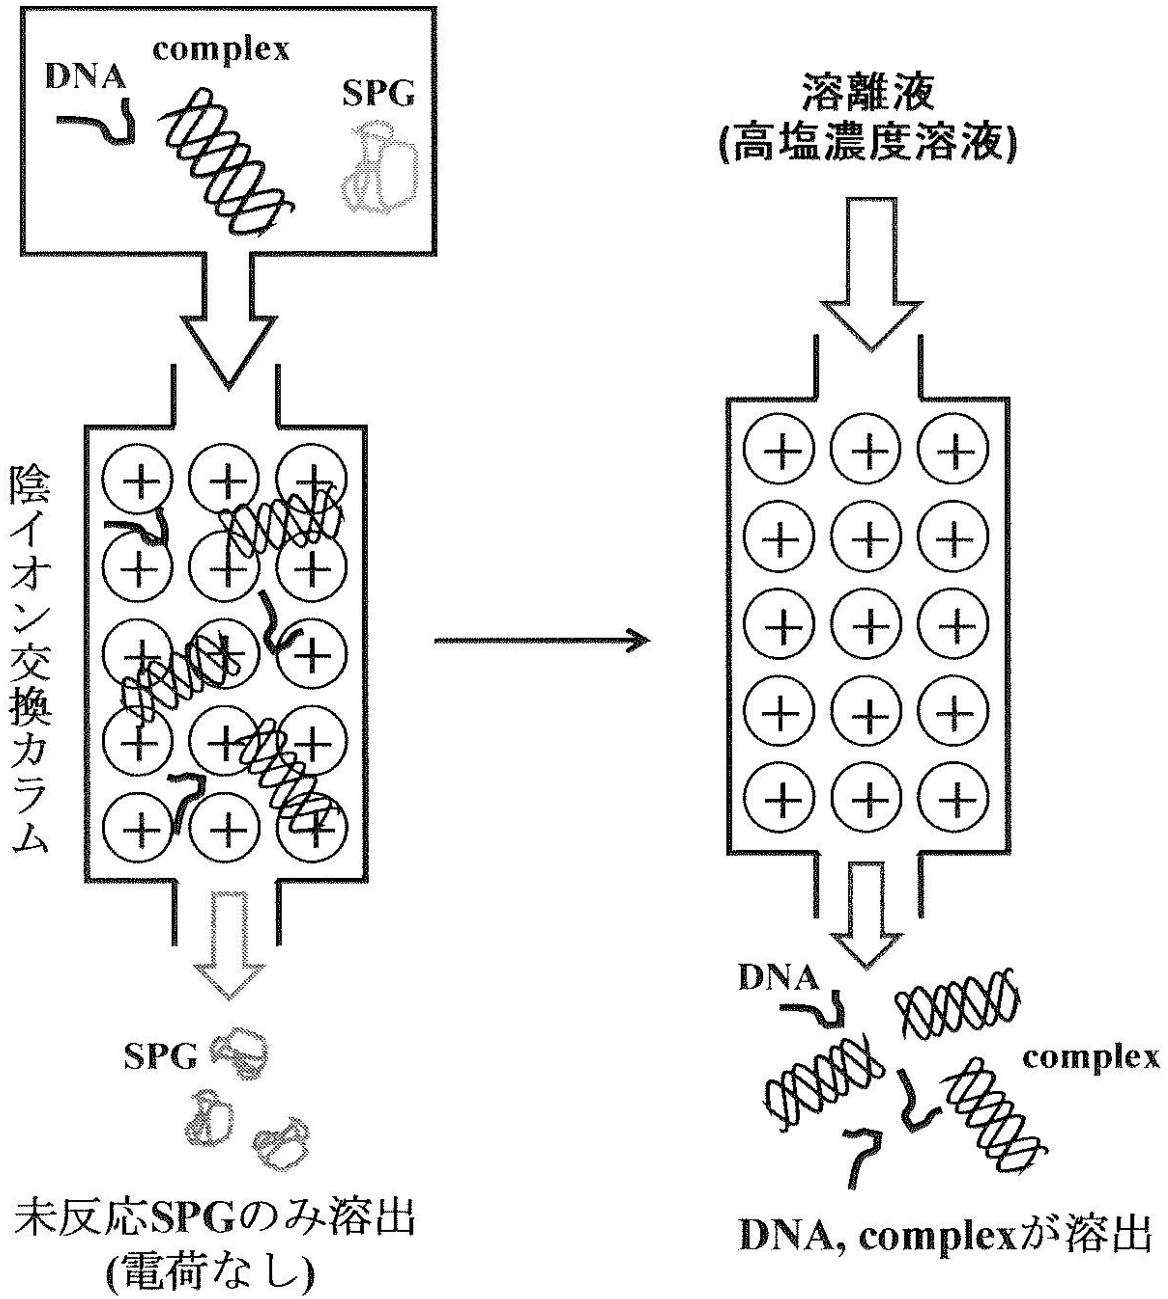 complex
DNA
SPG
溶離液
(高塩濃度溶液)
陰イオン交換カラム
+ + +
+ + +
+ + +
+ + +
+ + +
+ + +
+ + +
+ + +
+ + +
+ + +
SPG
未反応SPGのみ溶出
(電荷なし)
DNA
complex
DNA, complexが溶出